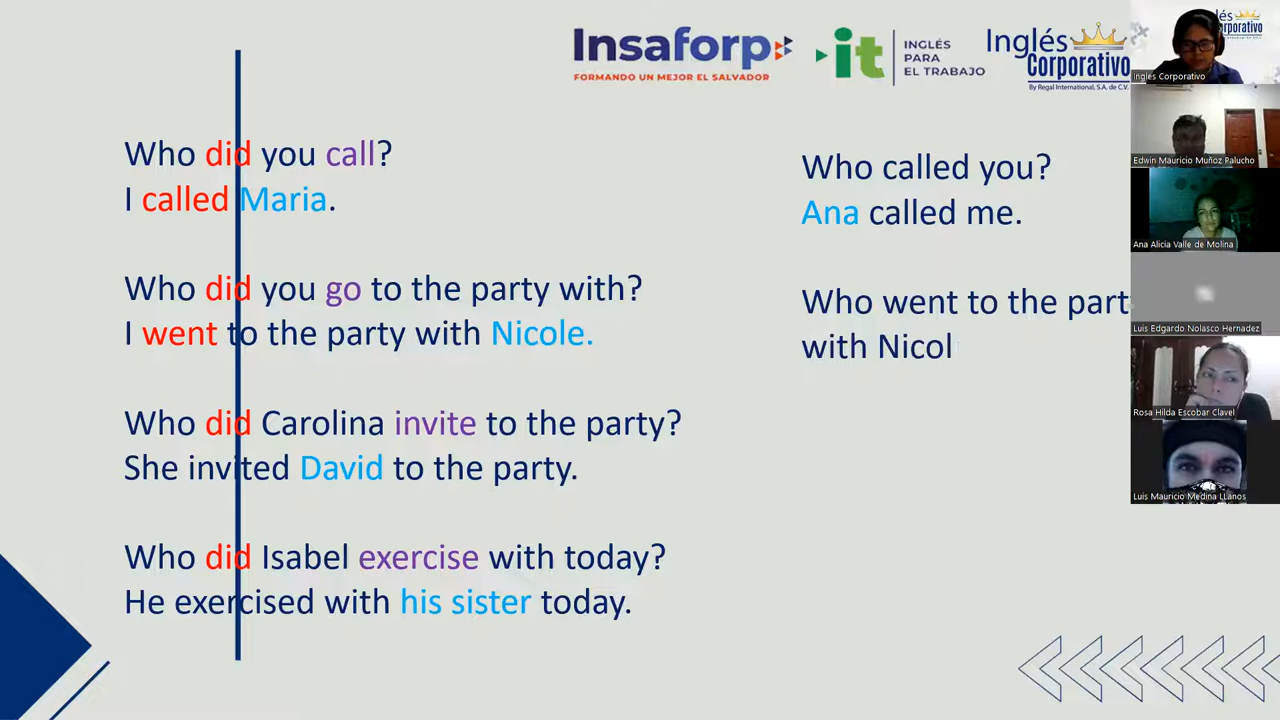 Insaforp
FORMANDO UN MEJOR EL SALVADOR
it
INGLÉS
PARA
EL TRABAJO
Inglés
Corporativo
By Regal International, S.A. de C.V.
Who did you call?
I called Maria.
Who did you go to the party with?
I went to the party with Nicole.
Who did Carolina invite to the party?
She invited David to the party.
Who did Isabel exercise with today?
He exercised with his sister today.
Who called you?
Ana called me.
Who went to the part
with Nicol
Inglés Corporativo
Edwin Mauricio Muñoz Palucho
Ana Alicia Valle de Molina
Luis Edgardo Nolasco Hernadez
Rosa Hilda Escobar Clavel
Luis Mauricio Medina LLanos